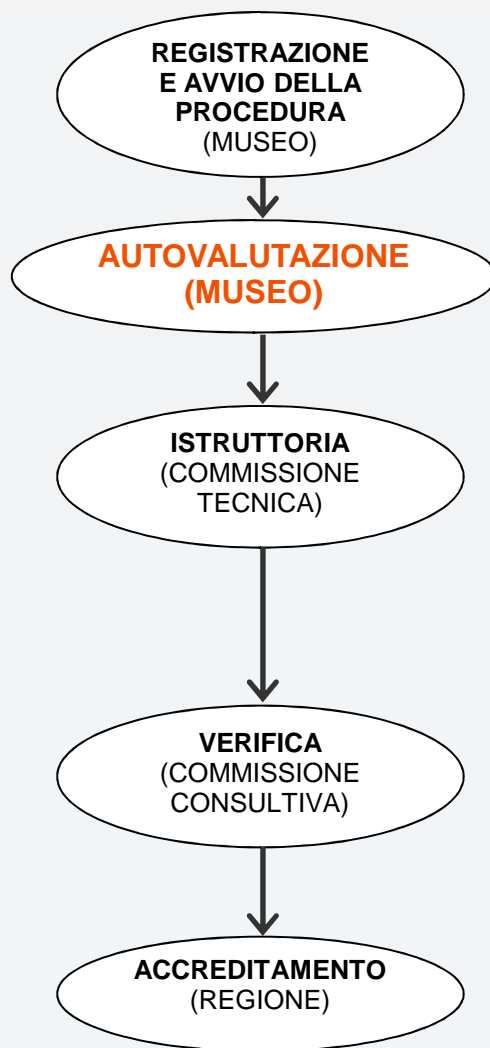 REGISTRAZIONE
E AVVIO DELLA
PROCEDURA
(MUSEO)
AUTOVALUTAZIONE
(MUSEO)
ISTRUTTORIA
(COMMISSIONE
TECNICA)
VERIFICA
(COMMISSIONE
CONSULTIVA)
ACCREDITAMENTO
(REGIONE)